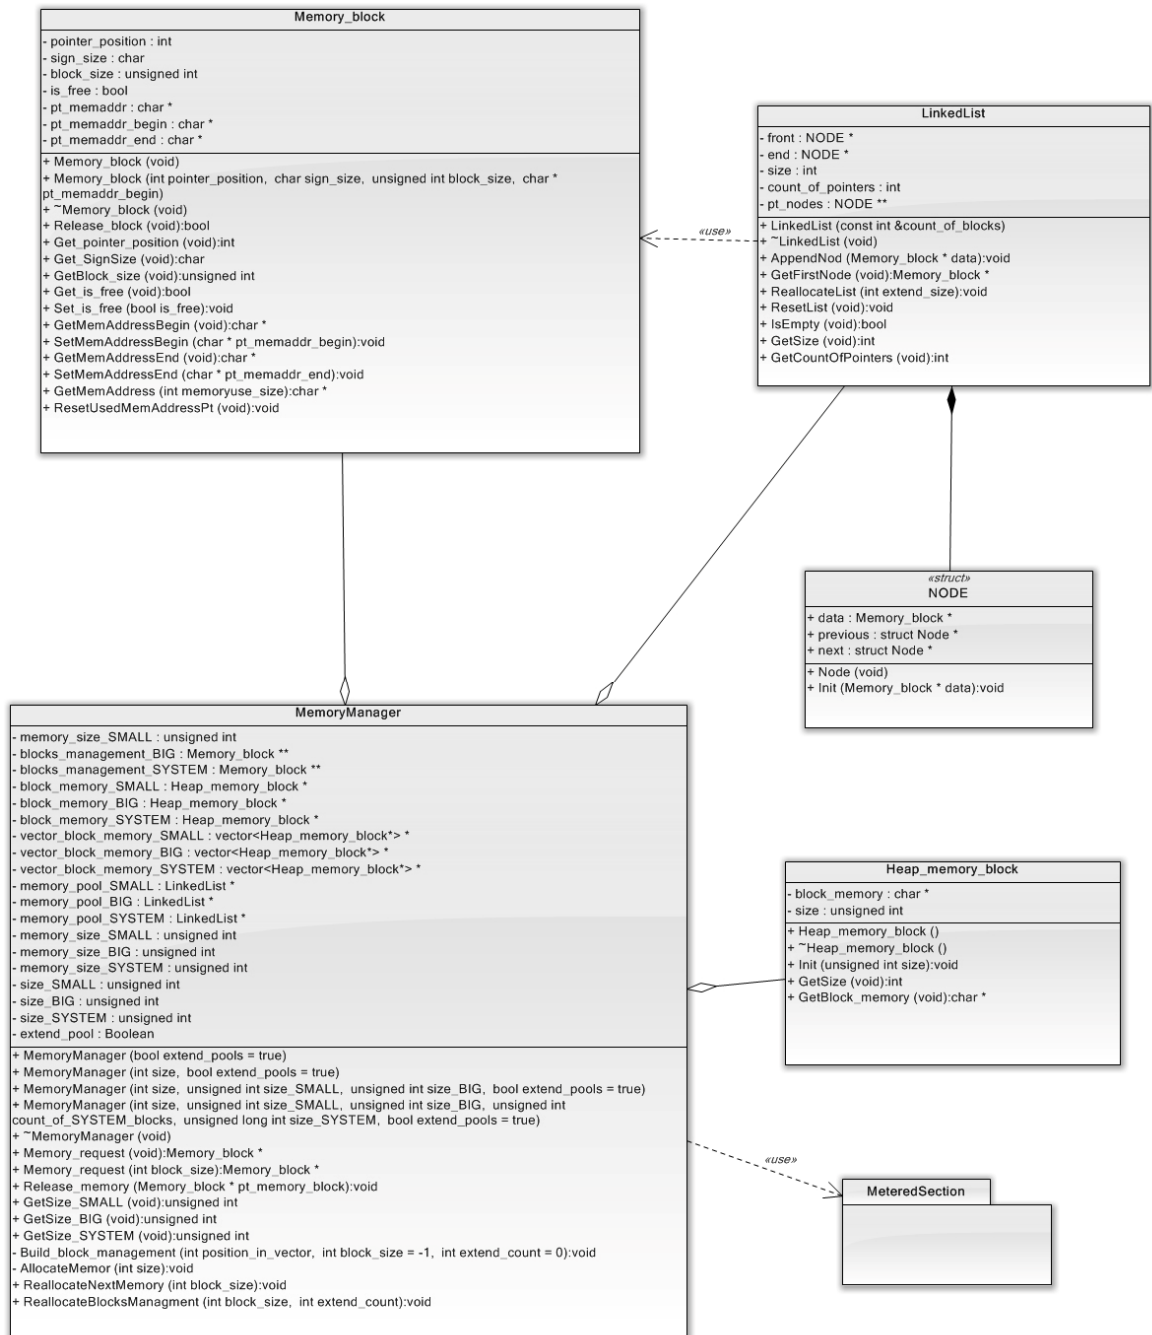 Memory_block
- pointer_position : int
- sign_size : char
- block_size : unsigned int
- is_free : bool
- pt_memaddr : char *
- pt_memaddr_begin : char *
- pt_memaddr_end : char *
+ Memory_block (void)
+ Memory_block (int pointer_position, char sign_size, unsigned int block_size, char *
pt_memaddr_begin)
+ ~Memory_block (void)
+ Release_block (void):bool
+ Get_pointer_position (void):int
+ Get_SignSize (void):char
+ GetBlock_size (void):unsigned int
+ Get_is_free (void):bool
+ Set_is_free (bool is_free):void
+ GetMemAddressBegin (void):char *
+ SetMemAddressBegin (char * pt_memaddr_begin):void
+ GetMemAddressEnd (void):char *
+ SetMemAddressEnd (char * pt_memaddr_end):void
+ GetMemAddress (int memoryuse_size):char *
+ ResetUsedMemAddressPt (void):void
«use»
LinkedList
- front : NODE *
- end : NODE *
- size : int
- count_of_pointers : int
- pt_nodes : NODE **
+ LinkedList (const int &count_of_blocks)
+ ~LinkedList (void)
+ AppendNod (Memory_block * data):void
+ GetFirstNode (void):Memory_block *
+ ReallocateList (int extend_size):void
+ ResetList (void):void
+ IsEmpty (void):bool
+ GetSize (void):int
+ GetCountOfPointers (void):int
«struct»
NODE
+ data : Memory_block *
+ previous : struct Node *
+ next : struct Node *
+ Node (void)
+ Init (Memory_block * data):void
MemoryManager
- memory_size_SMALL : unsigned int
- blocks_management_BIG : Memory_block **
- blocks_management_SYSTEM : Memory_block **
- block_memory_SMALL : Heap_memory_block *
- block_memory_BIG : Heap_memory_block *
- block_memory_SYSTEM : Heap_memory_block *
- vector_block_memory_SMALL : vector<Heap_memory_block*> *
- vector_block_memory_BIG : vector<Heap_memory_block*> *
- vector_block_memory_SYSTEM : vector<Heap_memory_block*> *
- memory_pool_SMALL : LinkedList *
- memory_pool_BIG : LinkedList *
- memory_pool_SYSTEM : LinkedList *
- memory_size_SMALL : unsigned int
- memory_size_BIG : unsigned int
- memory_size_SYSTEM : unsigned int
- size_SMALL : unsigned int
- size_BIG : unsigned int
- size_SYSTEM : unsigned int
- extend_pool : Boolean
+ MemoryManager (bool extend_pools = true)
+ MemoryManager (int size, bool extend_pools = true)
+ MemoryManager (int size, unsigned int size_SMALL, unsigned int size_BIG, bool extend_pools = true)
+ MemoryManager (int size, unsigned int size_SMALL, unsigned int size_BIG, unsigned int
count_of_SYSTEM_blocks, unsigned long int size_SYSTEM, bool extend_pools = true)
+ ~MemoryManager (void)
+ Memory_request (void):Memory_block *
+ Memory_request (int block_size):Memory_block *
+ Release_memory (Memory_block * pt_memory_block):void
+ GetSize_SMALL (void):unsigned int
+ GetSize_BIG (void):unsigned int
+ GetSize_SYSTEM (void):unsigned int
- Build_block_management (int position_in_vector, int block_size = -1, int extend_count = 0):void
- AllocateMemor (int size):void
+ ReallocateNextMemory (int block_size):void
+ ReallocateBlocksManagment (int block_size, int extend_count):void
Heap_memory_block
- block_memory : char *
- size : unsigned int
+ Heap_memory_block ()
+ ~Heap_memory_block ()
+ Init (unsigned int size):void
+ GetSize (void):int
+ GetBlock_memory (void):char *
«use»
MeteredSection